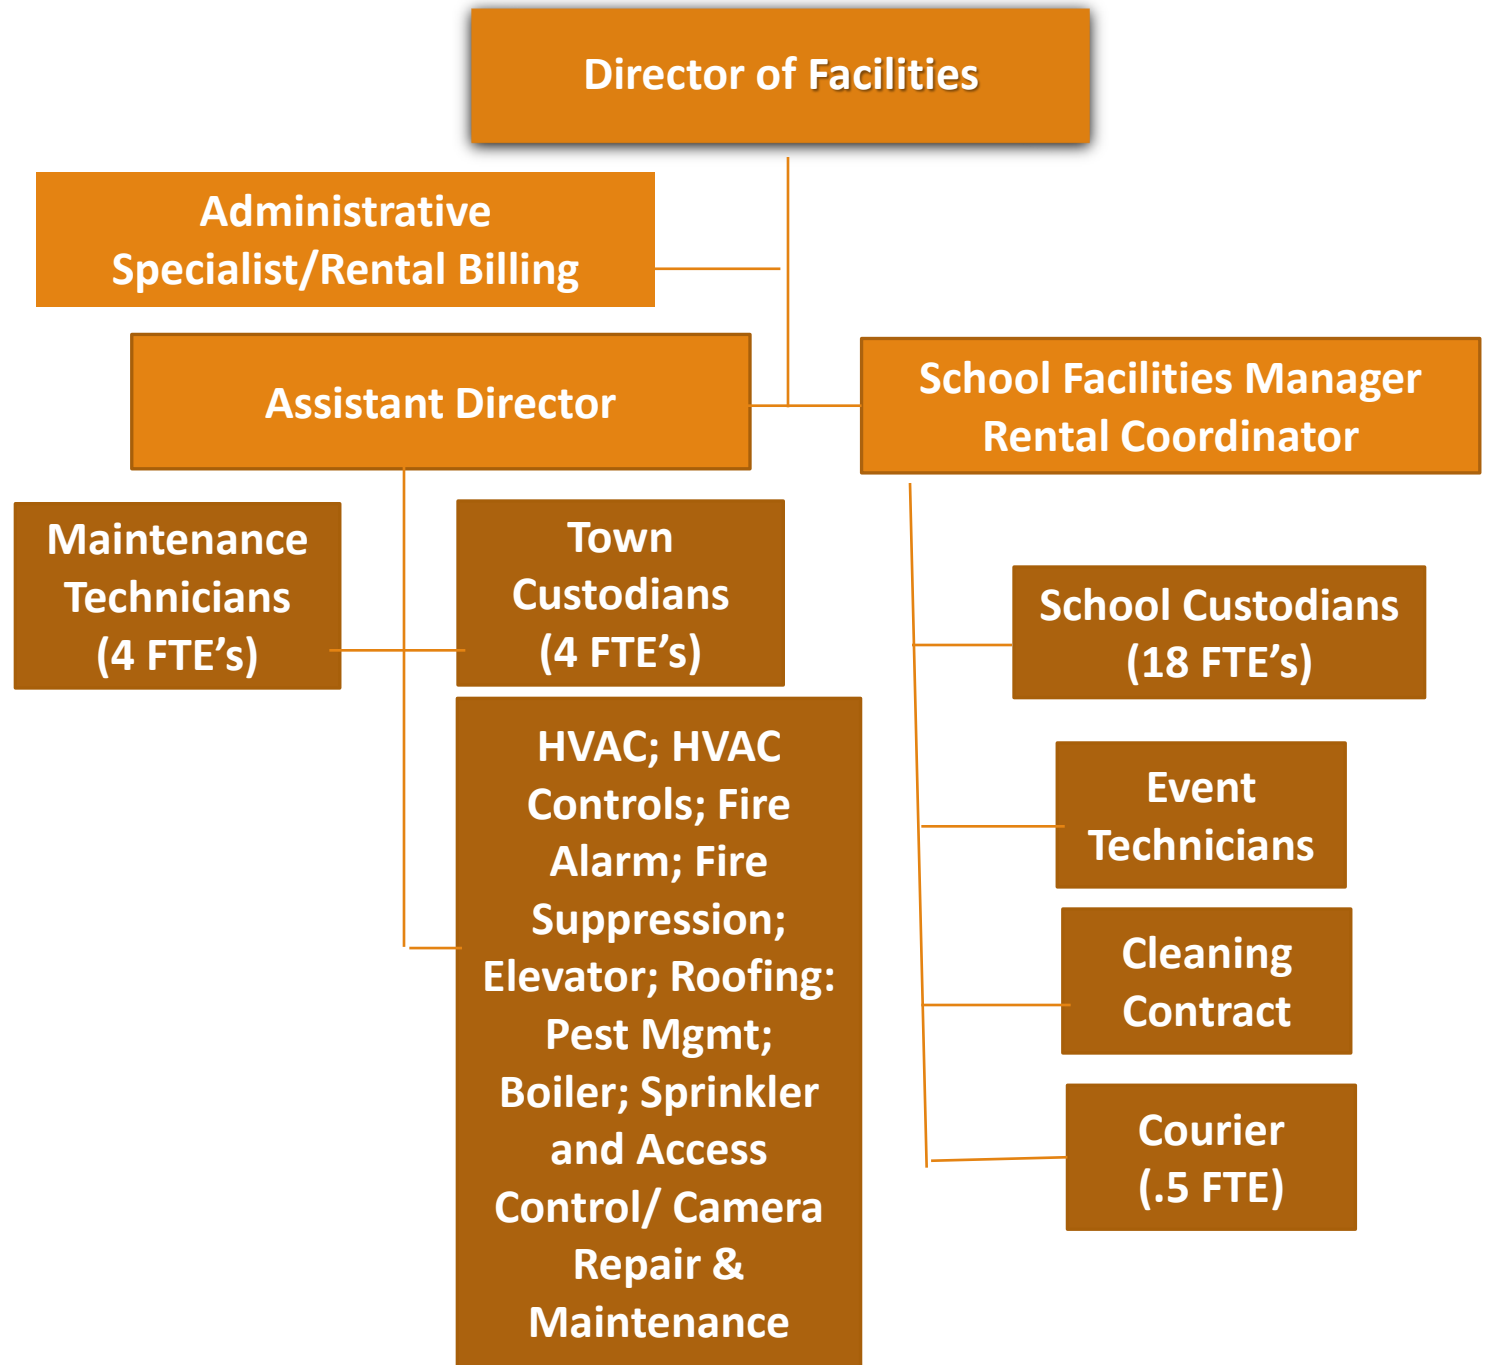 Director of Facilities
Administrative
Specialist/Rental Billing
Assistant Director
School Facilities Manager
Rental Coordinator
Maintenance
Technicians
(4 FTE’s)
Town
Custodians
(4 FTE’s)
HVAC; HVAC
Controls; Fire
Alarm; Fire
Suppression;
Elevator; Roofing:
Pest Mgmt;
Boiler; Sprinkler
and Access
Control/ Camera
Repair &
Maintenance
School Custodians
(18 FTE’s)
Event
Technicians
Cleaning
Contract
Courier
(.5 FTE)